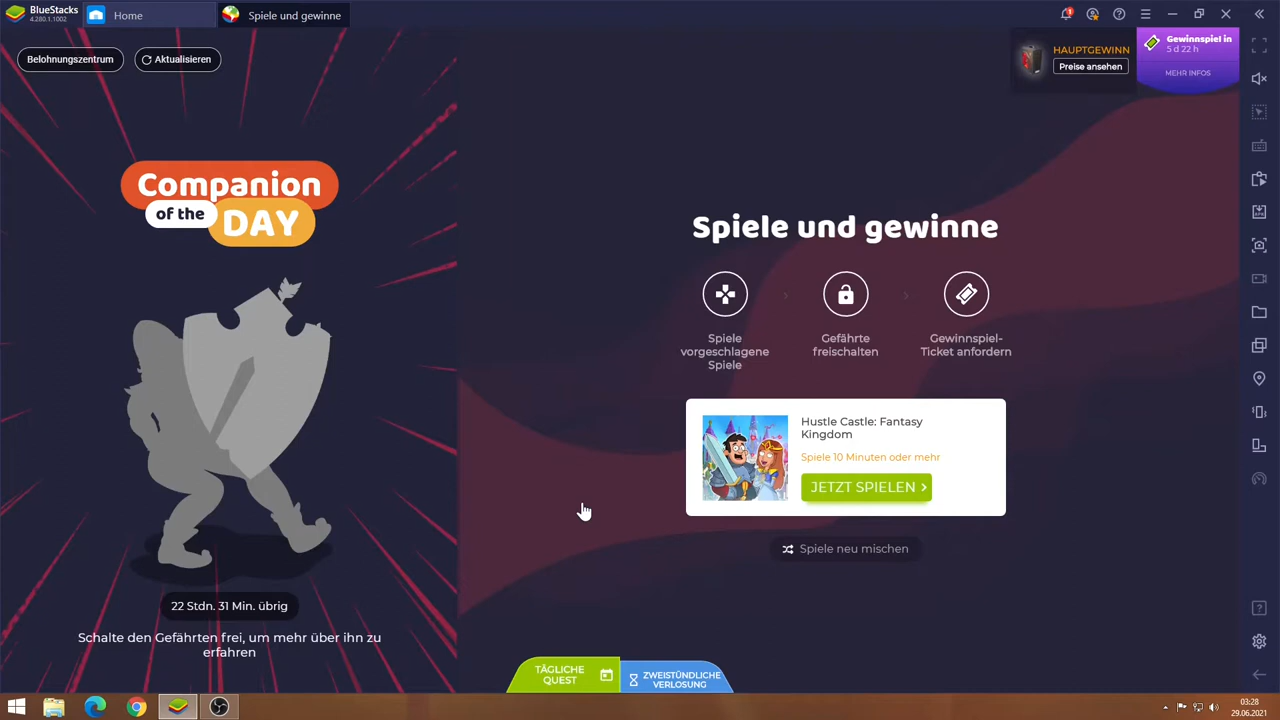 BlueStacks
4.280.1.1002
Home
Spiele und gewinne
Belohnungszentrum
Aktualisieren
HAUPTGEWINN
Preise ansehen
Gewinnspiel in
5 d 22 h
MEHR INFOS
Companion
of the
DAY
Spiele und gewinne
Spiele
vorgeschlagene
Spiele
Gefährte
freischalten
Gewinnspiel-
Ticket anfordern
Hustle Castle: Fantasy
Kingdom
Spiele 10 Minuten oder mehr
JETZT SPIELEN
Spiele neu mischen
22 Stdn. 31 Min. übrig
Schalte den Gefährten frei, um mehr über ihn zu
erfahren
TÄGLICHE
QUEST
ZWEISTÜNDLICHE
VERLOSUNG
03:28
29.06.2021